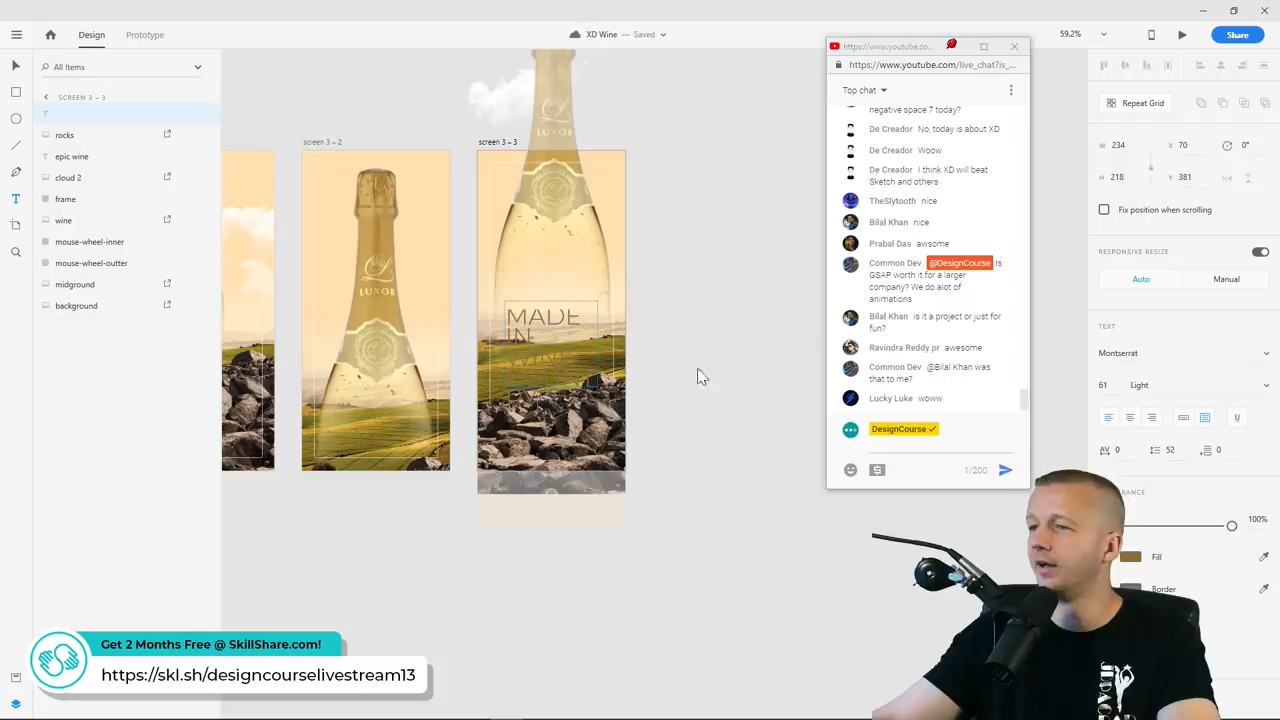 Design
Prototype
XD Wine — Saved
59.2%
Share
All Items
SCREEN 3 – 3
T
rocks
T epic wine
cloud 2
frame
wine
mouse-wheel-inner
mouse-wheel-outter
midground
background
screen 3 – 2
screen 3 – 3
LUXOR
LUXOR
MADE
IN
https://www.youtube.co...
https://www.youtube.com/live_chat?is_...
Top chat
negative space 7 today?
De Creador No, today is about XD
De Creador Woow
De Creador I think XD will beat
Sketch and others
TheSlytooth nice
Bilal Khan nice
Prabal Das awsome
Common Dev @DesignCourse Is
GSAP worth it for a larger
company? We do alot of
animations
Bilal Khan is it a project or just for
fun?
Ravindra Reddy pr awesome
Common Dev @Bilal Khan was
that to me?
Lucky Luke woww
DesignCourse
1/200
Repeat Grid
W 234 X 70 0°
H 218 Y 381
Fix position when scrolling
RESPONSIVE RESIZE
Auto Manual
TEXT
Montserrat
61 Light
AV 0 52 0
100%
Fill
Border
Get 2 Months Free @ SkillShare.com!
https://skl.sh/designcourselivestream13